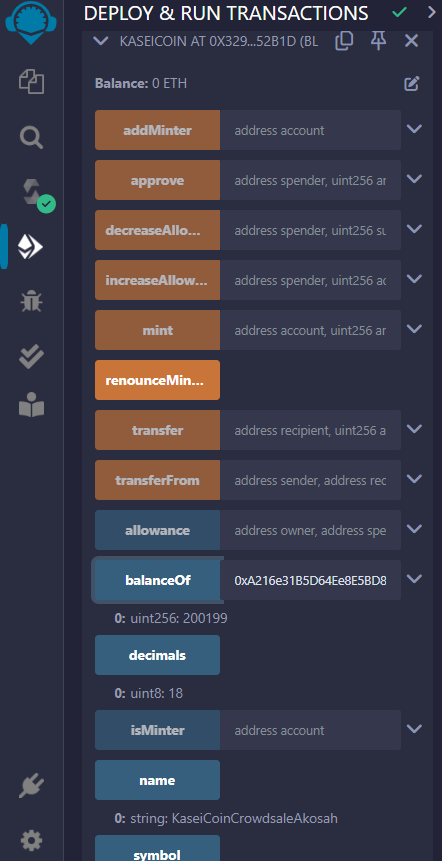 DEPLOY & RUN TRANSACTIONS
KASEICOIN AT 0X329...52B1D (BL
Balance: 0 ETH
addMinter address account
approve address spender, uint256 ar
decreaseAllo... address spender, uint256 su
increaseAllow... address spender, uint256 ac
mint address account, uint256 ar
renounceMin...
transfer address recipient, uint256 a
transferFrom address sender, address rec
allowance address owner, address spe
balanceOf 0xA216e31B5D64Ee8E5BD8
0: uint256: 200199
decimals
0: uint8: 18
isMinter address account
name
0: string: KaseiCoinCrowdsaleAkosah
symbol